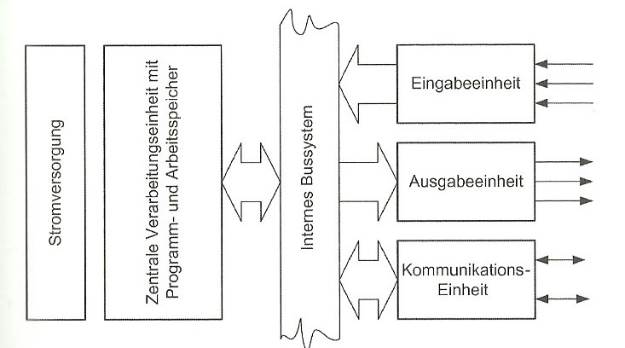 Stromversorgung
Zentrale Verarbeitungseinheit mit
Programm- und Arbeitsspeicher
Internes Bussystem
Eingabeeinheit
Ausgabeeinheit
Kommunikations-
Einheit